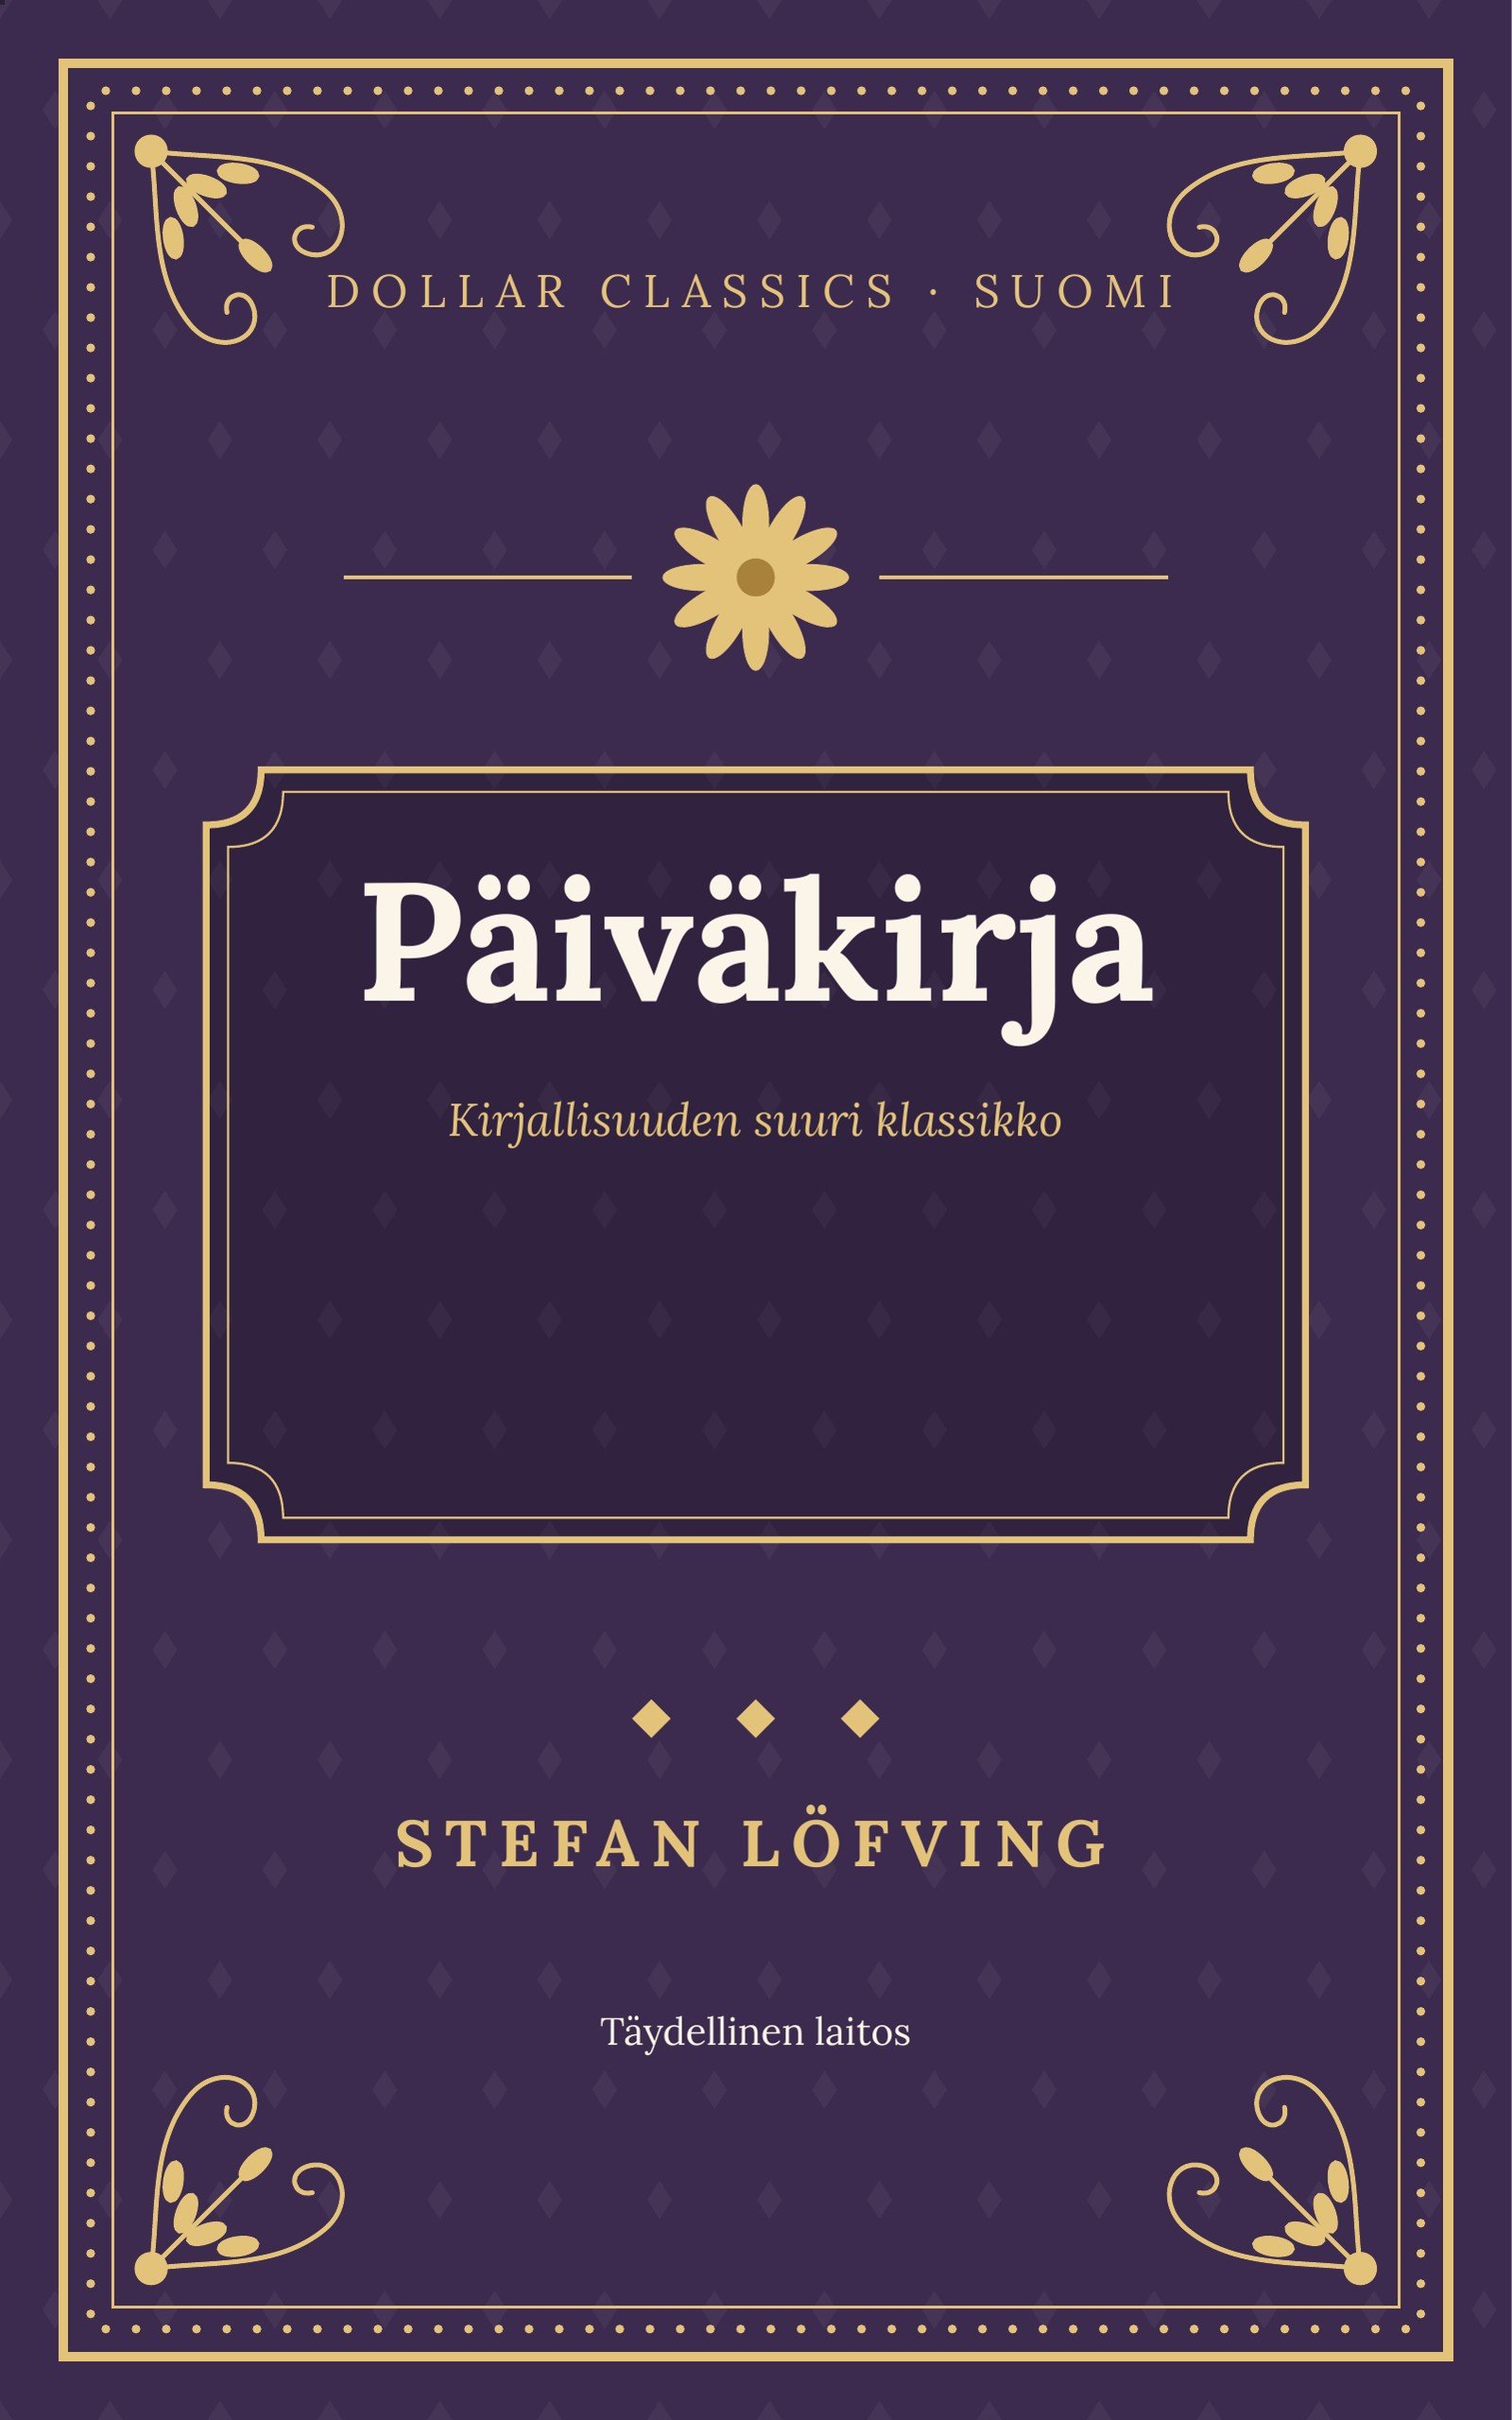 DOLLAR CLASSICS · SUOMI
Päiväkirja
Kirjallisuuden suuri klassikko
STEFAN LÖFVING
Täydellinen laitos